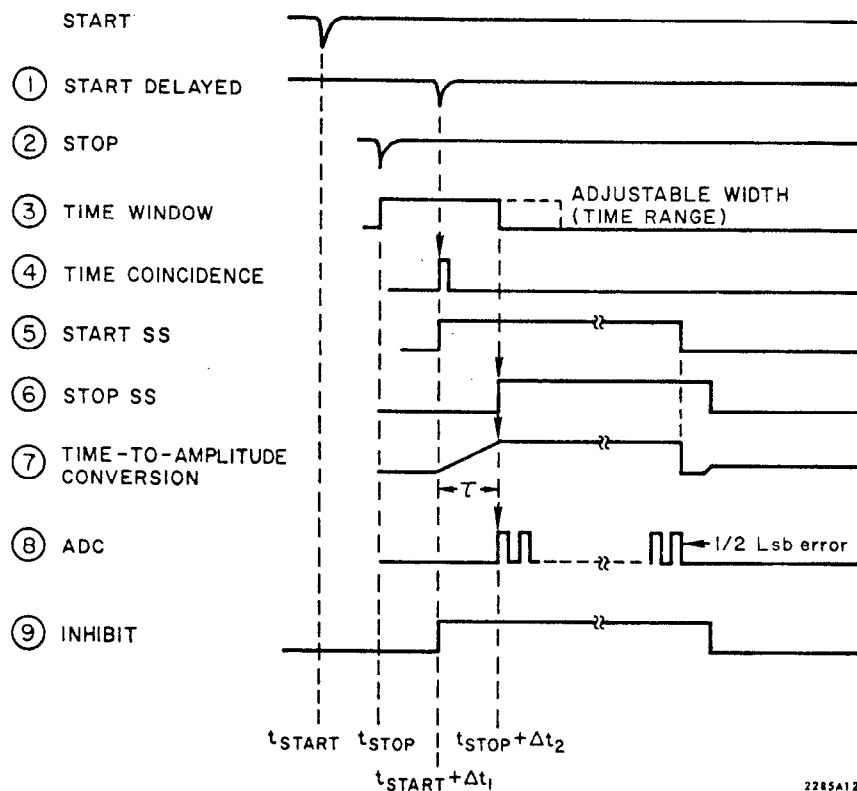 START
① START DELAYED
② STOP
③ TIME WINDOW
ADJUSTABLE WIDTH
(TIME RANGE)
④ TIME COINCIDENCE
⑤ START SS
⑥ STOP SS
⑦ TIME-TO-AMPLITUDE
CONVERSION
τ
⑧ ADC
1/2 Lsb error
⑨ INHIBIT
tSTART tSTOP tSTOP+Δt2
tSTART+Δt1
2285A12